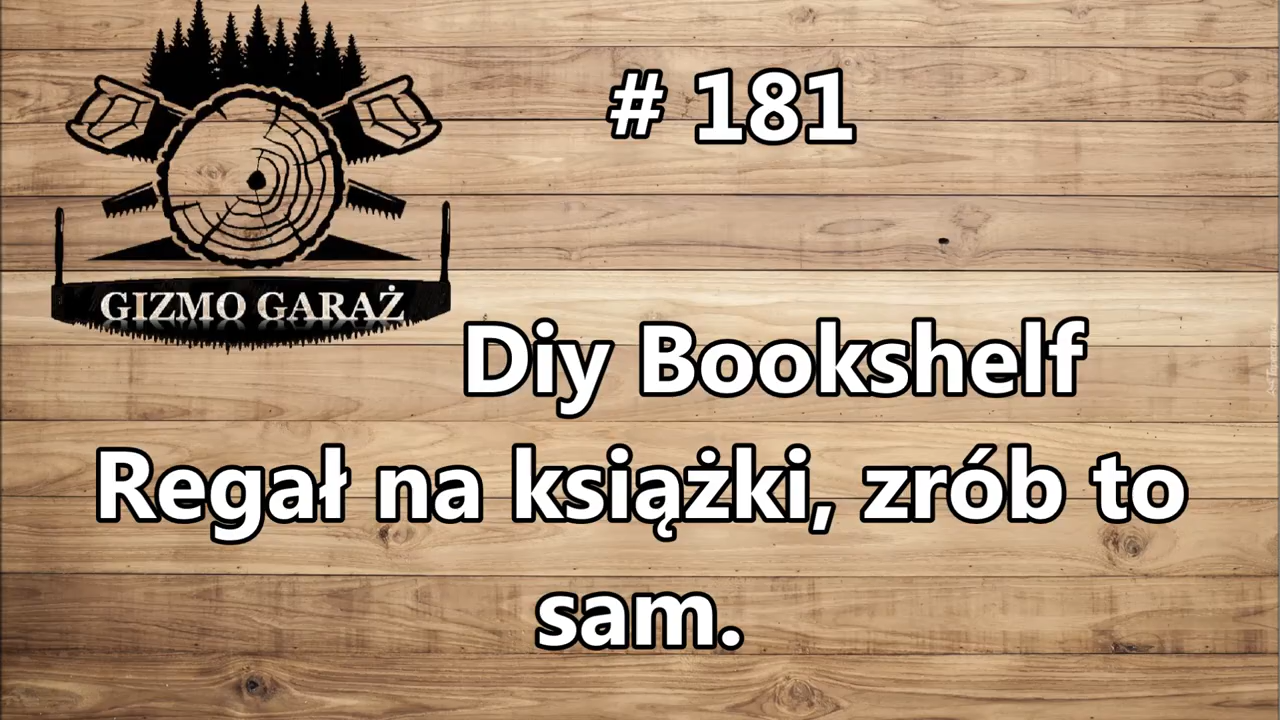 # 181
GIZMO GARAŻ
Diy Bookshelf
Regał na książki, zrób to
sam.